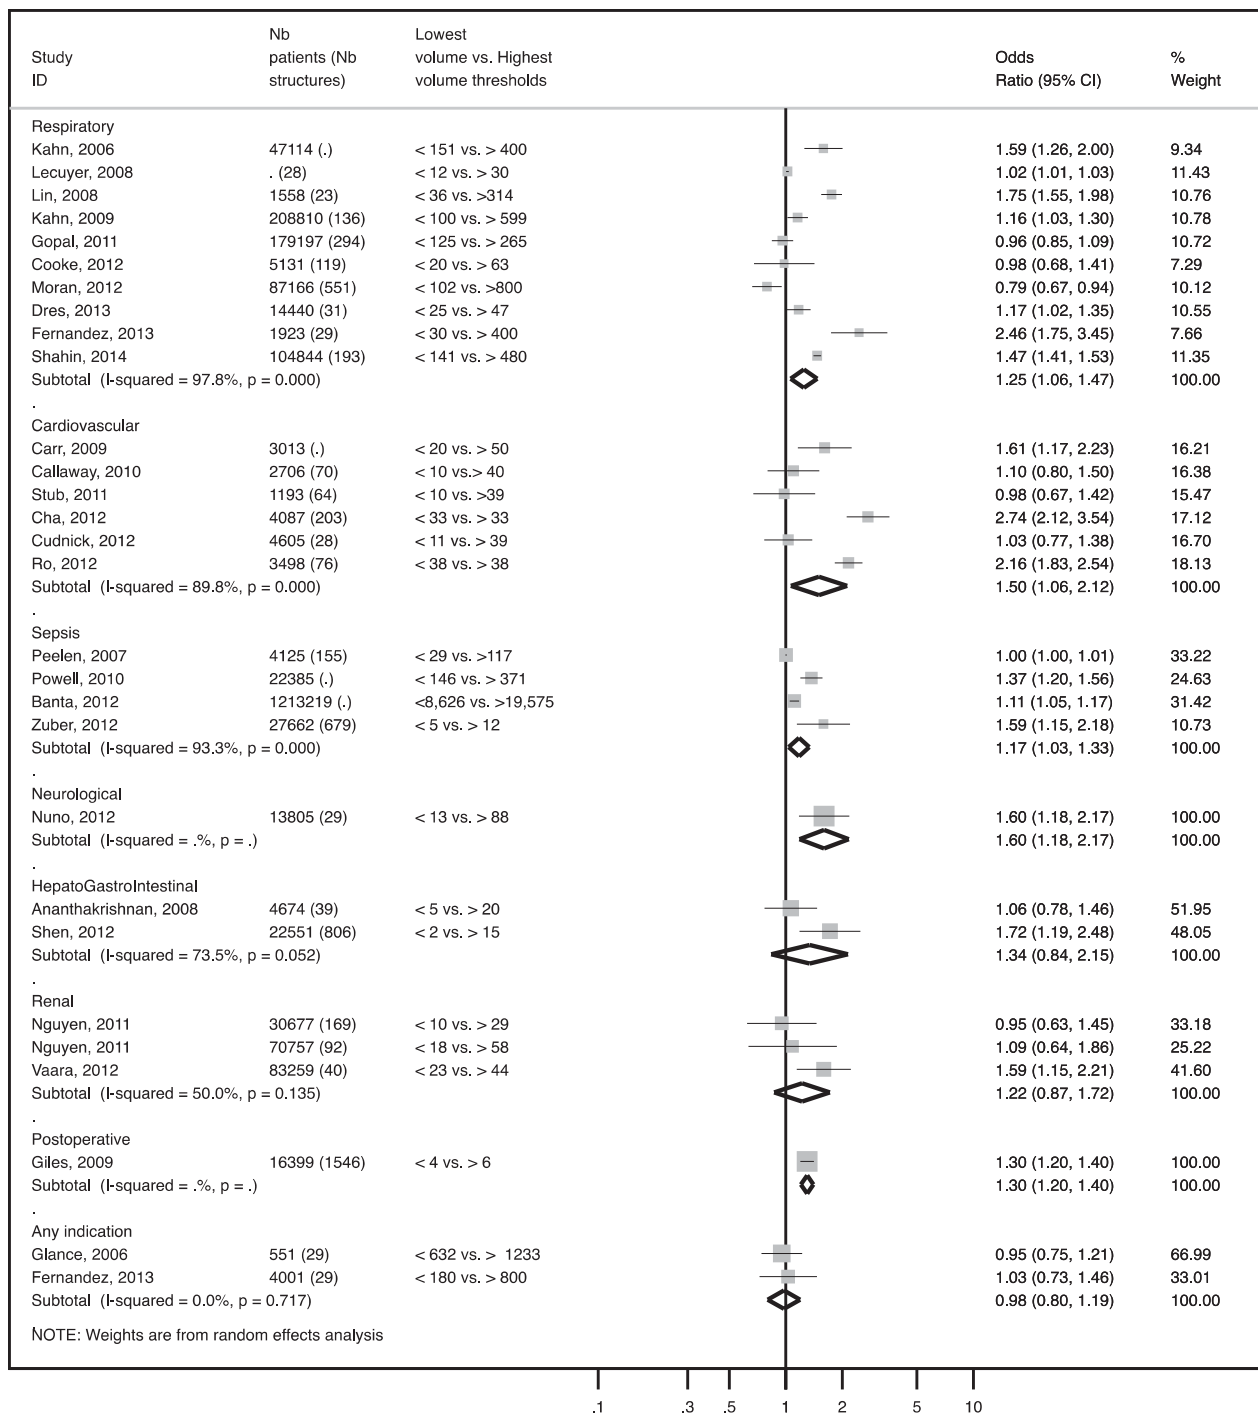 Study ID Nb patients (Nb structures) Lowest volume vs. Highest volume thresholds Odds Ratio (95% CI) % Weight
Respiratory
Kahn, 2006 47114 (.) < 151 vs. > 400 1.59 (1.26, 2.00) 9.34
Lecuyer, 2008 . (28) < 12 vs. > 30 1.02 (1.01, 1.03) 11.43
Lin, 2008 1558 (23) < 36 vs. >314 1.75 (1.55, 1.98) 10.76
Kahn, 2009 208810 (136) < 100 vs. > 599 1.16 (1.03, 1.30) 10.78
Gopal, 2011 179197 (294) < 125 vs. > 265 0.96 (0.85, 1.09) 10.72
Cooke, 2012 5131 (119) < 20 vs. > 63 0.98 (0.68, 1.41) 7.29
Moran, 2012 87166 (551) < 102 vs. >800 0.79 (0.67, 0.94) 10.12
Dres, 2013 14440 (31) < 25 vs. > 47 1.17 (1.02, 1.35) 10.55
Fernandez, 2013 1923 (29) < 30 vs. > 400 2.46 (1.75, 3.45) 7.66
Shahin, 2014 104844 (193) < 141 vs. > 480 1.47 (1.41, 1.53) 11.35
Subtotal (I-squared = 97.8%, p = 0.000) 1.25 (1.06, 1.47) 100.00
.
Cardiovascular
Carr, 2009 3013 (.) < 20 vs. > 50 1.61 (1.17, 2.23) 16.21
Callaway, 2010 2706 (70) < 10 vs.> 40 1.10 (0.80, 1.50) 16.38
Stub, 2011 1193 (64) < 10 vs. >39 0.98 (0.67, 1.42) 15.47
Cha, 2012 4087 (203) < 33 vs. > 33 2.74 (2.12, 3.54) 17.12
Cudnick, 2012 4605 (28) < 11 vs. > 39 1.03 (0.77, 1.38) 16.70
Ro, 2012 3498 (76) < 38 vs. > 38 2.16 (1.83, 2.54) 18.13
Subtotal (I-squared = 89.8%, p = 0.000) 1.50 (1.06, 2.12) 100.00
.
Sepsis
Peelen, 2007 4125 (155) < 29 vs. >117 1.00 (1.00, 1.01) 33.22
Powell, 2010 22385 (.) < 146 vs. > 371 1.37 (1.20, 1.56) 24.63
Banta, 2012 1213219 (.) <8,626 vs. >19,575 1.11 (1.05, 1.17) 31.42
Zuber, 2012 27662 (679) < 5 vs. > 12 1.59 (1.15, 2.18) 10.73
Subtotal (I-squared = 93.3%, p = 0.000) 1.17 (1.03, 1.33) 100.00
.
Neurological
Nuno, 2012 13805 (29) < 13 vs. > 88 1.60 (1.18, 2.17) 100.00
Subtotal (I-squared = .%, p = .) 1.60 (1.18, 2.17) 100.00
.
HepatoGastroIntestinal
Ananthakrishnan, 2008 4674 (39) < 5 vs. > 20 1.06 (0.78, 1.46) 51.95
Shen, 2012 22551 (806) < 2 vs. > 15 1.72 (1.19, 2.48) 48.05
Subtotal (I-squared = 73.5%, p = 0.052) 1.34 (0.84, 2.15) 100.00
.
Renal
Nguyen, 2011 30677 (169) < 10 vs. > 29 0.95 (0.63, 1.45) 33.18
Nguyen, 2011 70757 (92) < 18 vs. > 58 1.09 (0.64, 1.86) 25.22
Vaara, 2012 83259 (40) < 23 vs. > 44 1.59 (1.15, 2.21) 41.60
Subtotal (I-squared = 50.0%, p = 0.135) 1.22 (0.87, 1.72) 100.00
.
Postoperative
Giles, 2009 16399 (1546) < 4 vs. > 6 1.30 (1.20, 1.40) 100.00
Subtotal (I-squared = .%, p = .) 1.30 (1.20, 1.40) 100.00
.
Any indication
Glance, 2006 551 (29) < 632 vs. > 1233 0.95 (0.75, 1.21) 66.99
Fernandez, 2013 4001 (29) < 180 vs. > 800 1.03 (0.73, 1.46) 33.01
Subtotal (I-squared = 0.0%, p = 0.717) 0.98 (0.80, 1.19) 100.00
.
NOTE: Weights are from random effects analysis
.1 .3 .5 1 2 5 10